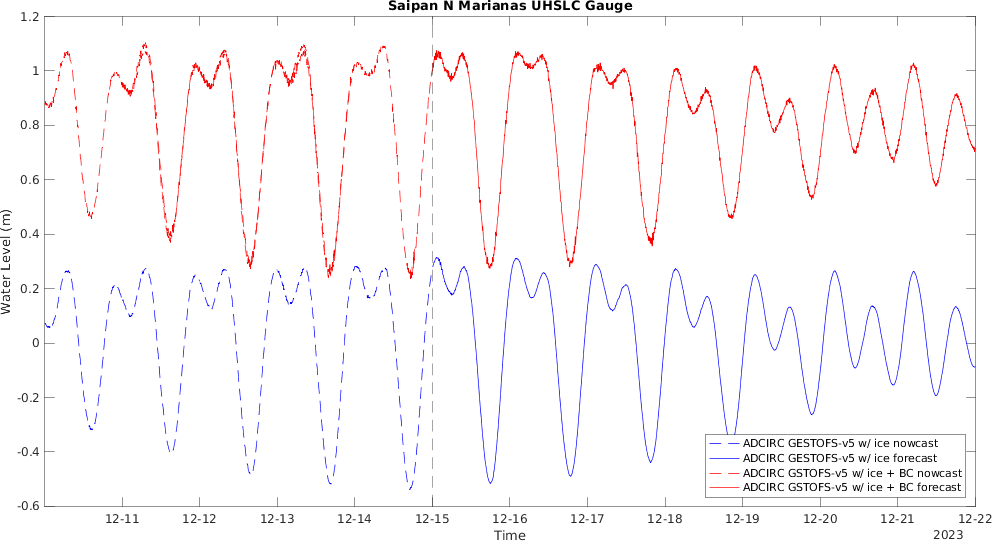 Saipan N Marianas UHSLC Gauge
Water Level (m)
1.2
1
0.8
0.6
0.4
0.2
0
-0.2
-0.4
-0.6
ADCIRC GESTOFS-v5 w/ ice nowcast
ADCIRC GESTOFS-v5 w/ ice forecast
ADCIRC GSTOFS-v5 w/ ice + BC nowcast
ADCIRC GSTOFS-v5 w/ ice + BC forecast
12-11 12-12 12-13 12-14 12-15 12-16 12-17 12-18 12-19 12-20 12-21 12-22
Time
2023